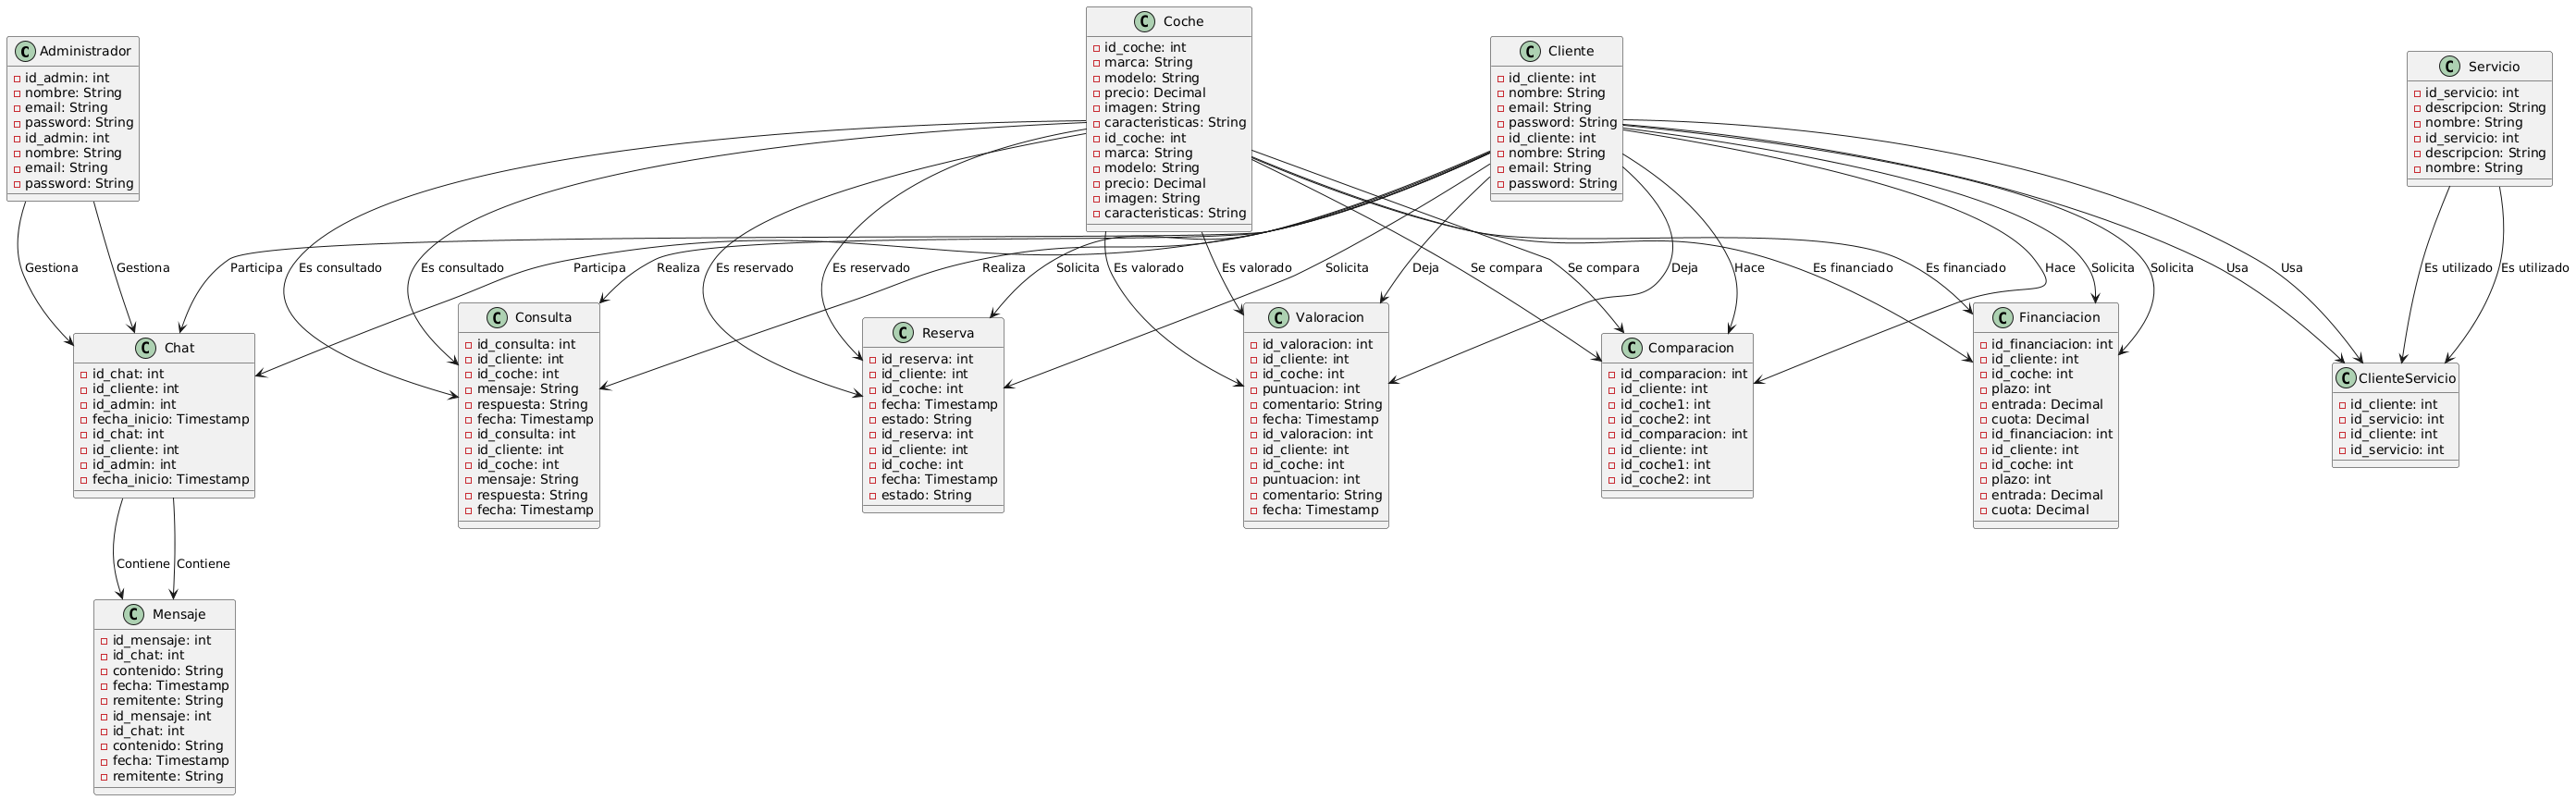 Administrador
id_admin: int
nombre: String
email: String
password: String
id_admin: int
nombre: String
email: String
password: String
Coche
id_coche: int
marca: String
modelo: String
precio: Decimal
imagen: String
caracteristicas: String
id_coche: int
marca: String
modelo: String
precio: Decimal
imagen: String
caracteristicas: String
Cliente
id_cliente: int
nombre: String
email: String
password: String
id_cliente: int
nombre: String
email: String
password: String
Servicio
id_servicio: int
descripcion: String
nombre: String
id_servicio: int
descripcion: String
nombre: String
Gestiona
Gestiona
Participa
Es consultado
Es consultado
Participa
Realiza
Es reservado
Es reservado
Realiza
Solicita
Es valorado
Es valorado
Solicita
Deja
Se compara
Se compara
Deja
Hace
Es financiado
Es financiado
Hace
Solicita
Solicita
Usa
Usa
Es utilizado
Es utilizado
Chat
id_chat: int
id_cliente: int
id_admin: int
fecha_inicio: Timestamp
id_chat: int
id_cliente: int
id_admin: int
fecha_inicio: Timestamp
Consulta
id_consulta: int
id_cliente: int
id_coche: int
mensaje: String
respuesta: String
fecha: Timestamp
id_consulta: int
id_cliente: int
id_coche: int
mensaje: String
respuesta: String
fecha: Timestamp
Reserva
id_reserva: int
id_cliente: int
id_coche: int
fecha: Timestamp
estado: String
id_reserva: int
id_cliente: int
id_coche: int
fecha: Timestamp
estado: String
Valoracion
id_valoracion: int
id_cliente: int
id_coche: int
puntuacion: int
comentario: String
fecha: Timestamp
id_valoracion: int
id_cliente: int
id_coche: int
puntuacion: int
comentario: String
fecha: Timestamp
Comparacion
id_comparacion: int
id_cliente: int
id_coche1: int
id_coche2: int
id_comparacion: int
id_cliente: int
id_coche1: int
id_coche2: int
Financiacion
id_financiacion: int
id_cliente: int
id_coche: int
plazo: int
entrada: Decimal
cuota: Decimal
id_financiacion: int
id_cliente: int
id_coche: int
plazo: int
entrada: Decimal
cuota: Decimal
ClienteServicio
id_cliente: int
id_servicio: int
id_cliente: int
id_servicio: int
Contiene
Contiene
Mensaje
id_mensaje: int
id_chat: int
contenido: String
fecha: Timestamp
remitente: String
id_mensaje: int
id_chat: int
contenido: String
fecha: Timestamp
remitente: String